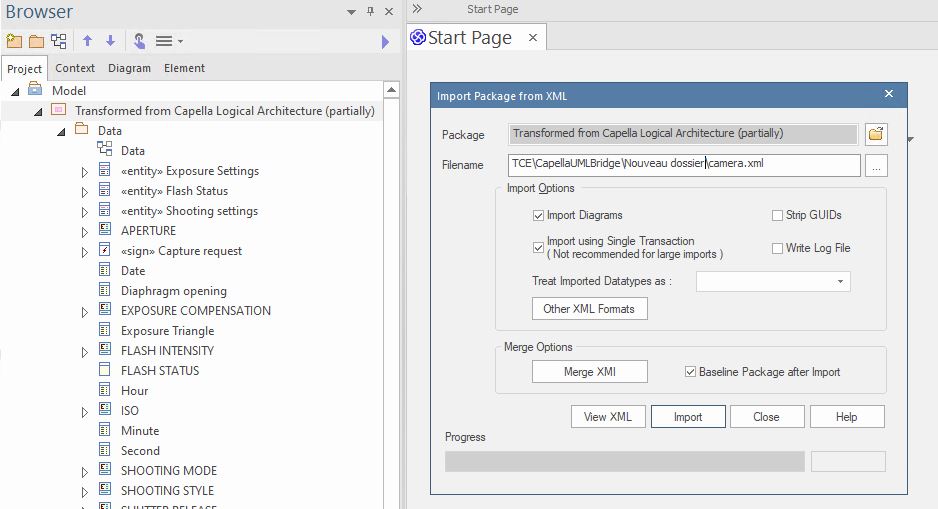 Browser
Project Context Diagram Element
Model
Transformed from Capella Logical Architecture (partially)
Data
Data
«entity» Exposure Settings
«entity» Flash Status
«entity» Shooting settings
APERTURE
«sign» Capture request
Date
Diaphragm opening
EXPOSURE COMPENSATION
Exposure Triangle
FLASH INTENSITY
FLASH STATUS
Hour
ISO
Minute
Second
SHOOTING MODE
SHOOTING STYLE
SHUTTER RELEASE
Start Page
Start Page
Import Package from XML
Package Transformed from Capella Logical Architecture (partially)
Filename TCE\CapellaUMLBridge\Nouveau dossier\camera.xml
...
Import Options
Import Diagrams Strip GUIDs
Import using Single Transaction
( Not recommended for large imports ) Write Log File
Treat Imported Datatypes as :
Other XML Formats
Merge Options
Merge XMI Baseline Package after Import
View XML Import Close Help
Progress